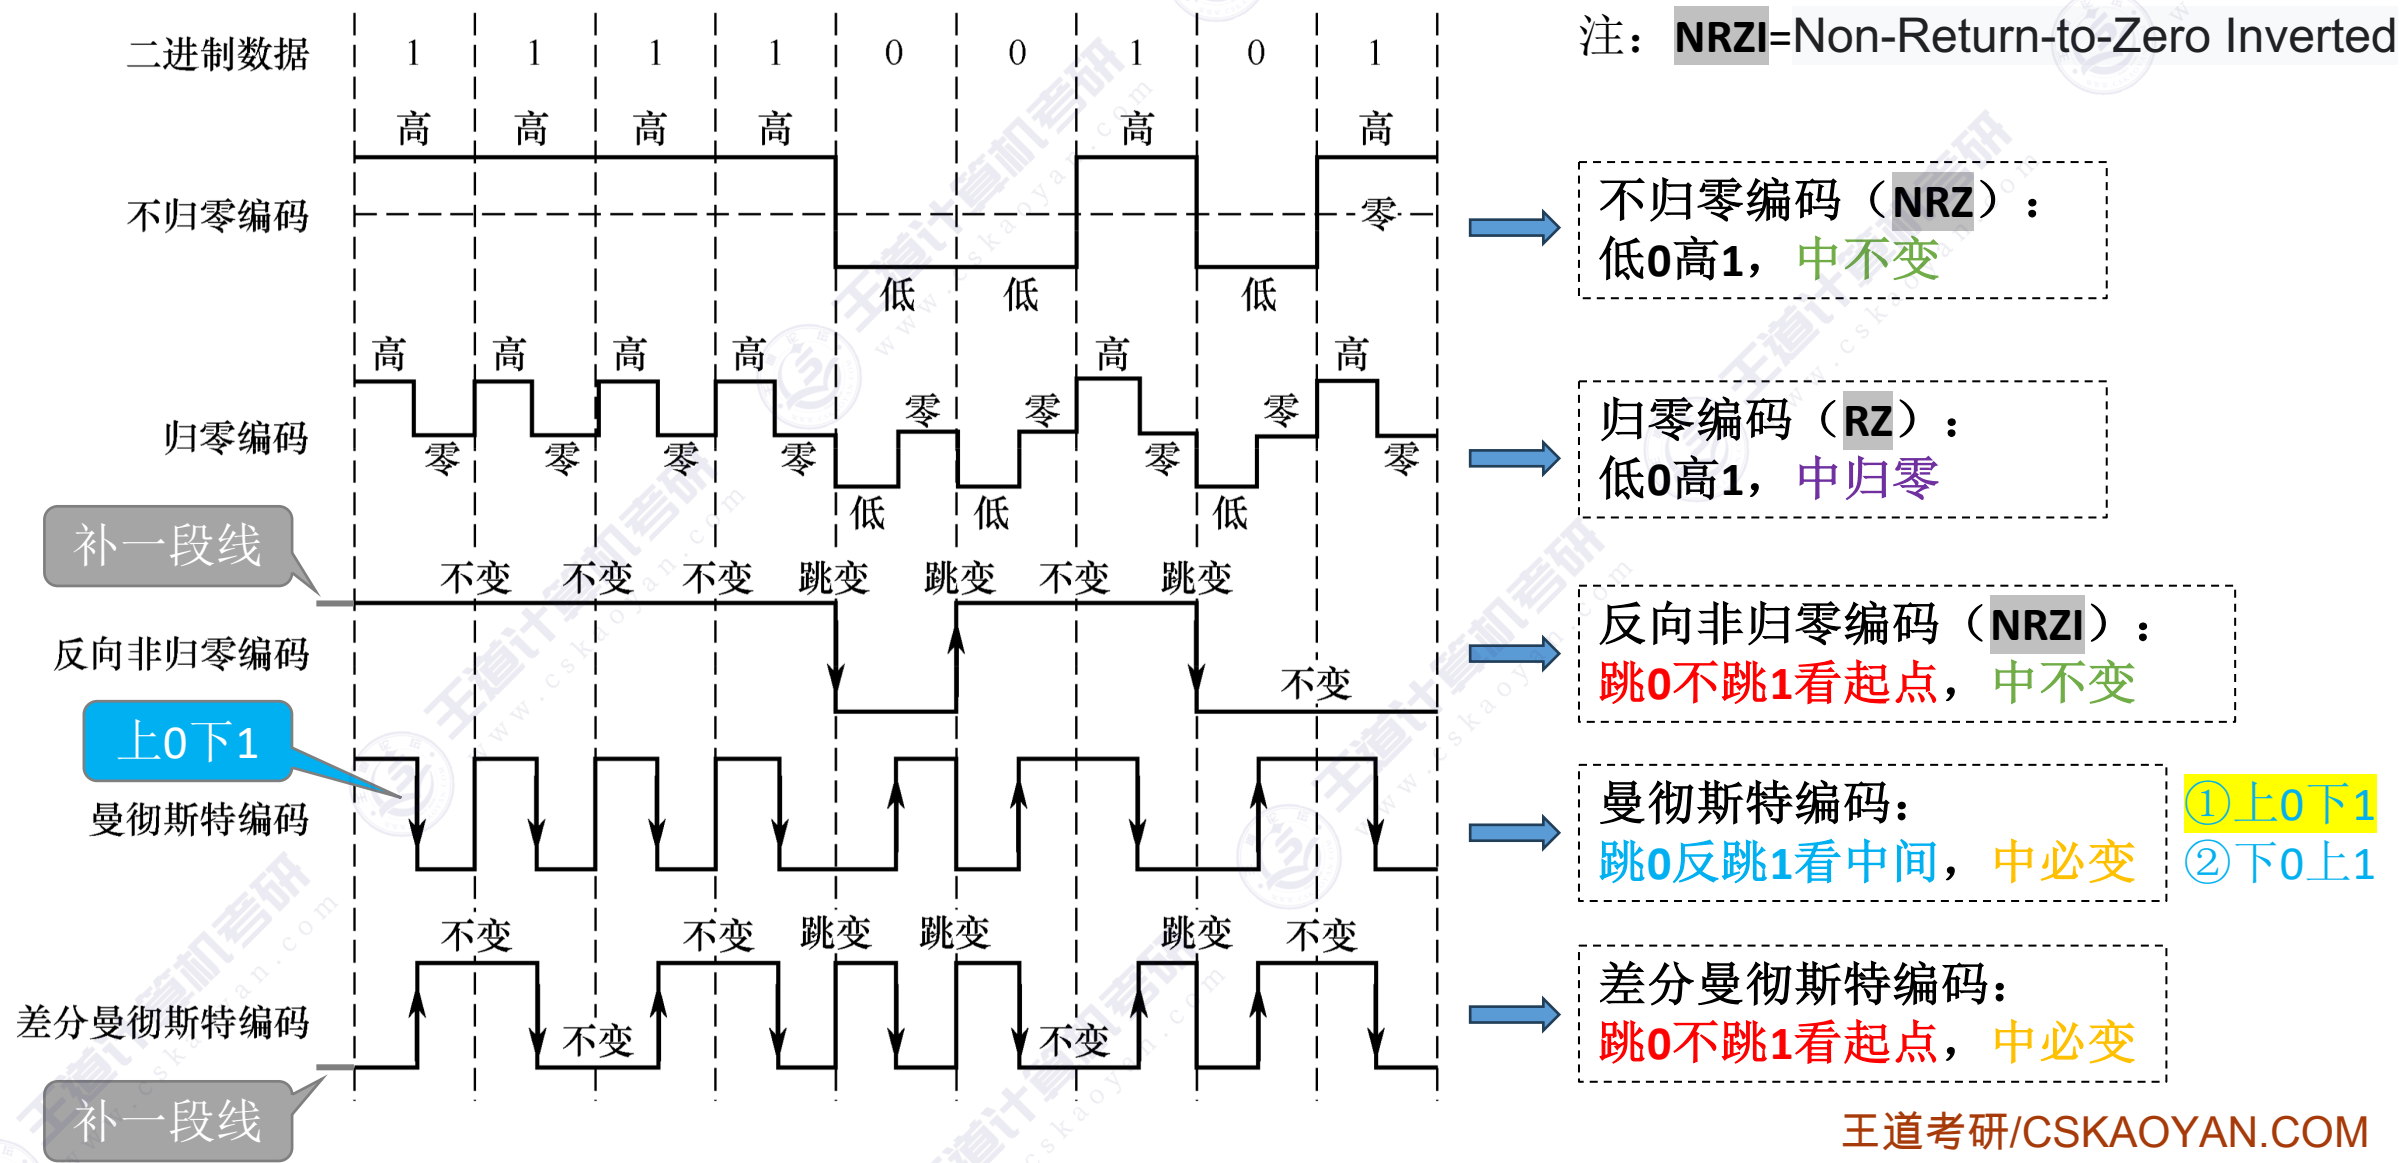 注：NRZI=Non-Return-to-Zero Inverted
二进制数据 1 1 1 1 0 0 1 0 1
高 高 高 高 高 高
不归零编码 零
低 低 低
不归零编码（NRZ）：
低0高1，中不变
高 高 高 高 高 高
零 零 零
归零编码
零 零 零 零 零 零
低 低 低
归零编码（RZ）：
低0高1，中归零
补一段线
不变 不变 不变 跳变 跳变 不变 跳变
反向非归零编码
不变
反向非归零编码（NRZI）：
跳0不跳1看起点，中不变
上0下1
曼彻斯特编码
曼彻斯特编码：
跳0反跳1看中间，中必变
①上0下1
②下0上1
不变 不变 跳变 跳变 跳变 不变
差分曼彻斯特编码
不变 不变
补一段线
差分曼彻斯特编码：
跳0不跳1看起点，中必变
王道考研/CSKAOYAN.COM
王道计算机考研
www.cskaoyan.com